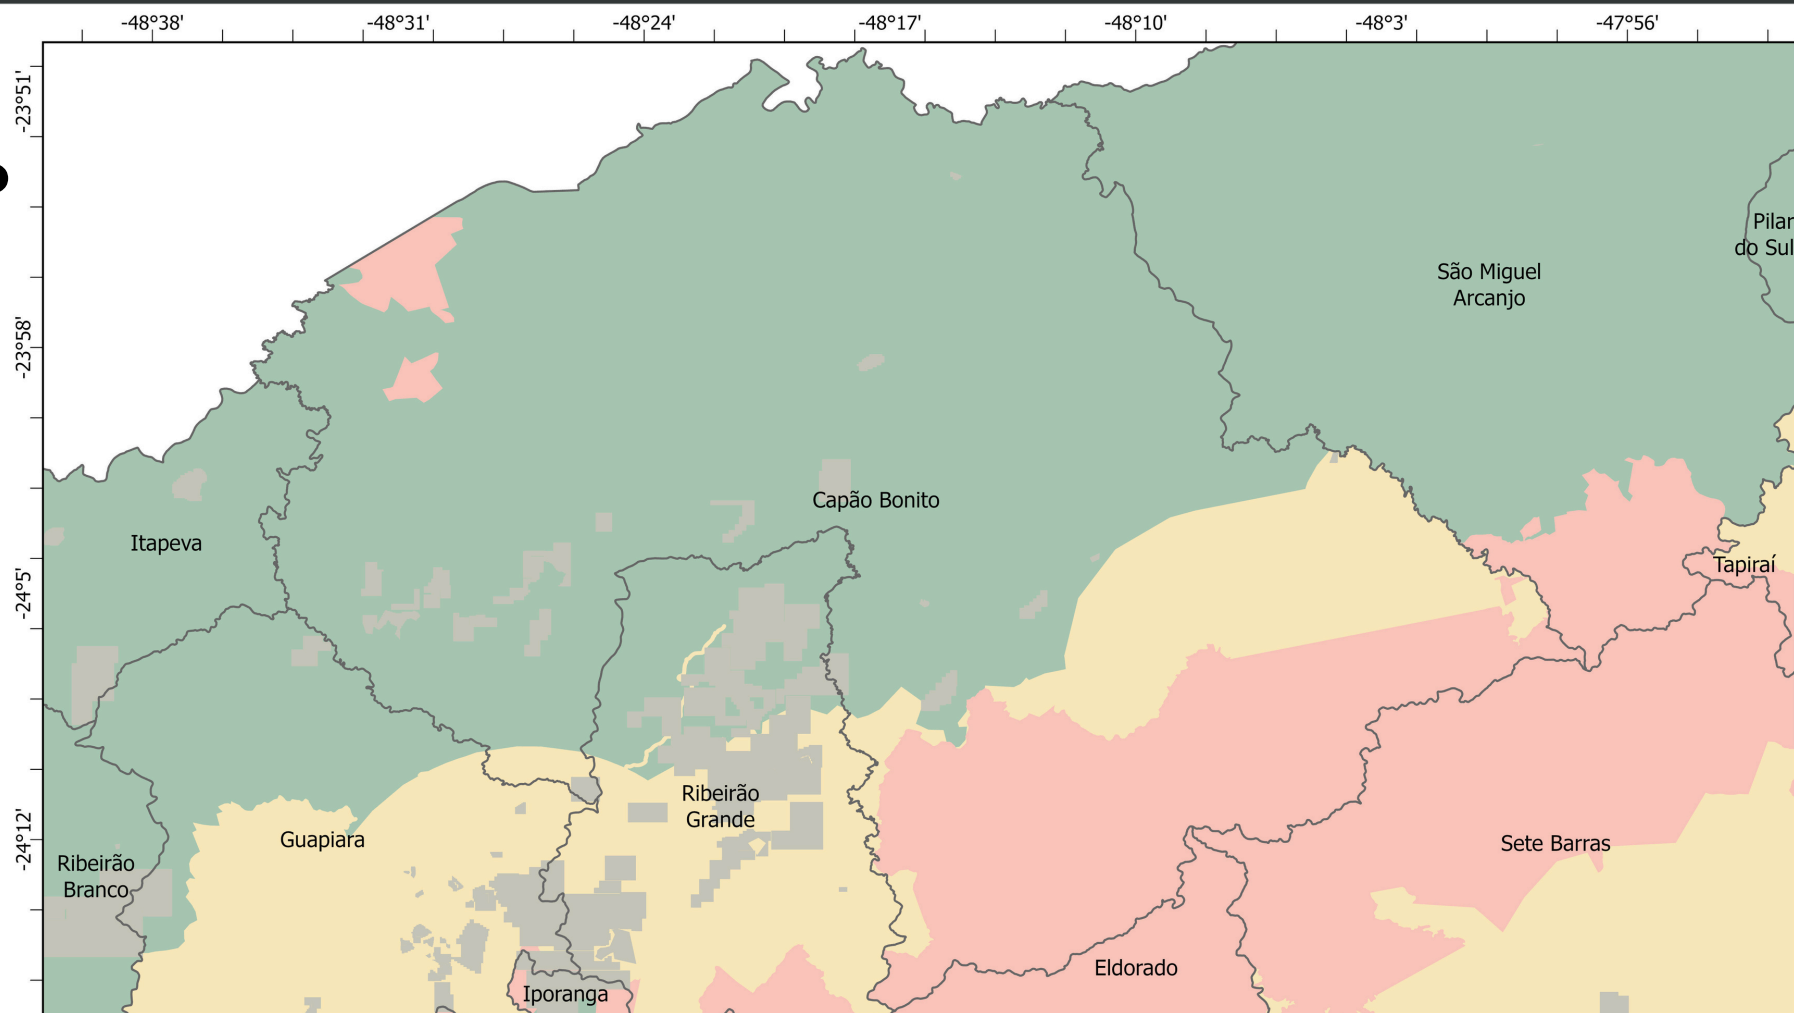 -48°38'
-48°31'
-48°24'
-48°17'
-48°10'
-48°3'
-47°56'
-23°51'
-23°58'
-24°5'
-24°12'
Pilar
do Sul
São Miguel
Arcanjo
Capão Bonito
Itapeva
Tapiraí
Ribeirão
Grande
Guapiara
Sete Barras
Ribeirão
Branco
Eldorado
Iporanga